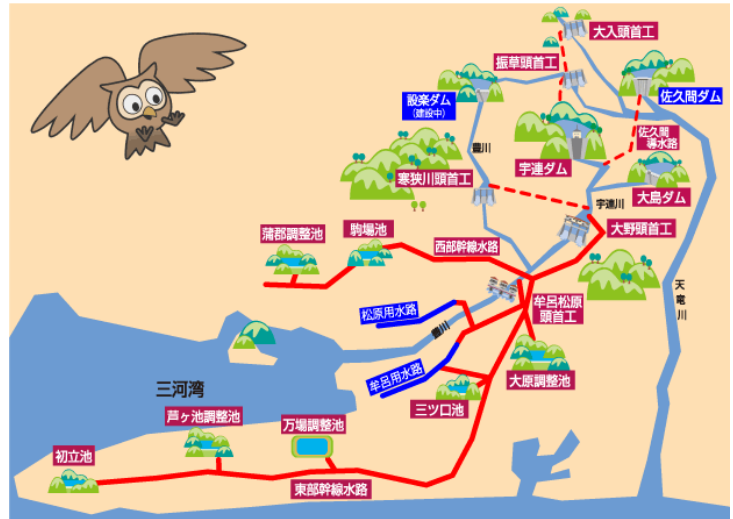 大入頭首工
振草頭首工
設楽ダム
(建設中)
佐久間ダム
佐久間
導水路
豊川
宇連ダム
寒狭川頭首工
大島ダム
宇連川
大野頭首工
蒲郡調整池
駒場池
西部幹線水路
天竜川
牟呂松原
頭首工
松原用水路
豊川
牟呂用水路
大原調整池
三河湾
三ツ口池
芦ヶ池調整池
万場調整池
初立池
東部幹線水路